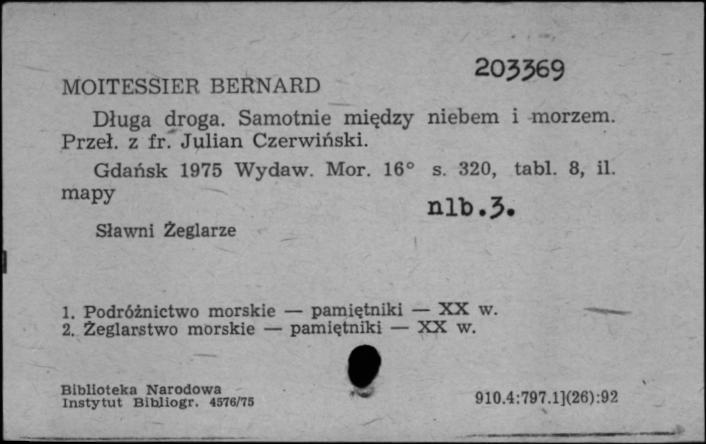 203369
MOITESSIER BERNARD
Długa droga. Samotnie między niebem i morzem.
Przeł. z fr. Julian Czerwiński.
Gdańsk 1975 Wydaw. Mor. 16° s. 320, tabl. 8, il.
mapy
nlb.3.
Sławni Żeglarze
1. Podróżnictwo morskie — pamiętniki — XX w.
2. Żeglarstwo morskie — pamiętniki — XX w.
Biblioteka Narodowa
Instytut Bibliogr. 4576/75
910.4:797.1](26):92